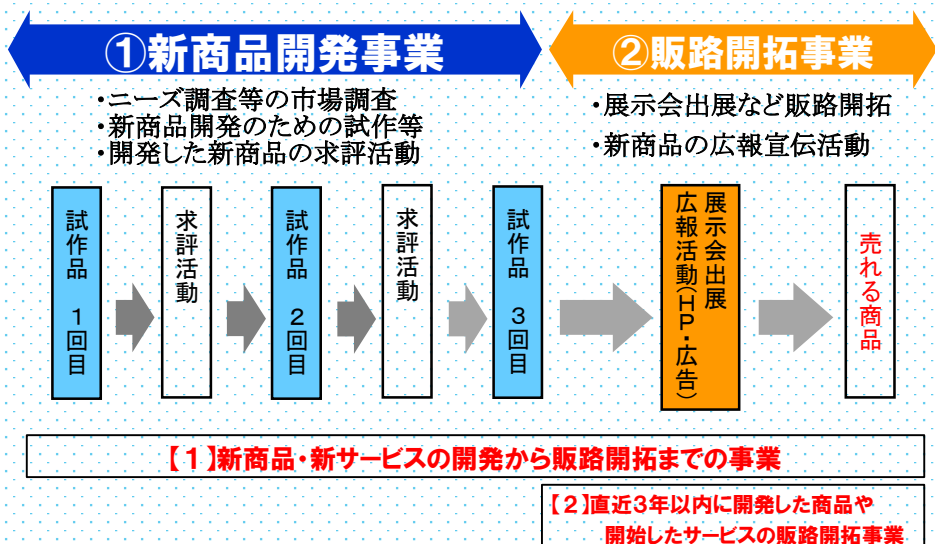 ①新商品開発事業
②販路開拓事業
・ニーズ調査等の市場調査
・新商品開発のための試作等
・開発した新商品の求評活動
・展示会出展など販路開拓
・新商品の広報宣伝活動
試作品 1回目
求評活動
試作品 2回目
求評活動
試作品 3回目
展示会出展
広報活動(HP・広告)
売れる商品
【1】新商品・新サービスの開発から販路開拓までの事業
【2】直近3年以内に開発した商品や
開始したサービスの販路開拓事業